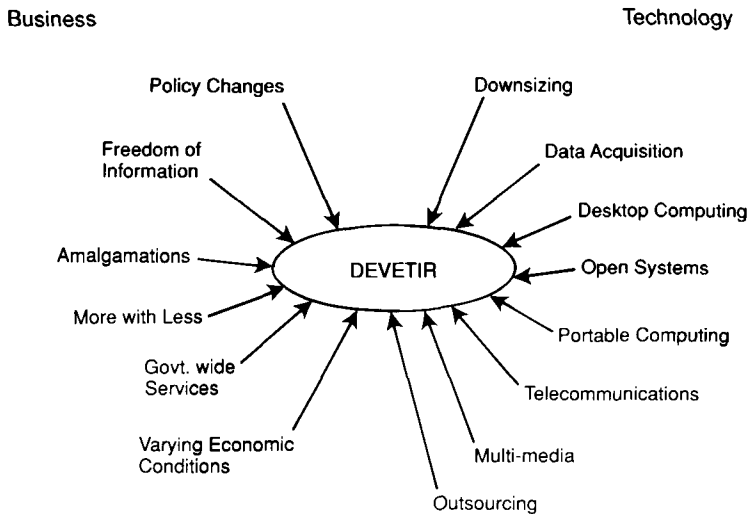 Business
Technology
Policy Changes
Downsizing
Freedom of
Information
Data Acquisition
Desktop Computing
Amalgamations
DEVETIR
Open Systems
More with Less
Portable Computing
Govt. wide
Services
Telecommunications
Varying Economic
Conditions
Multi-media
Outsourcing